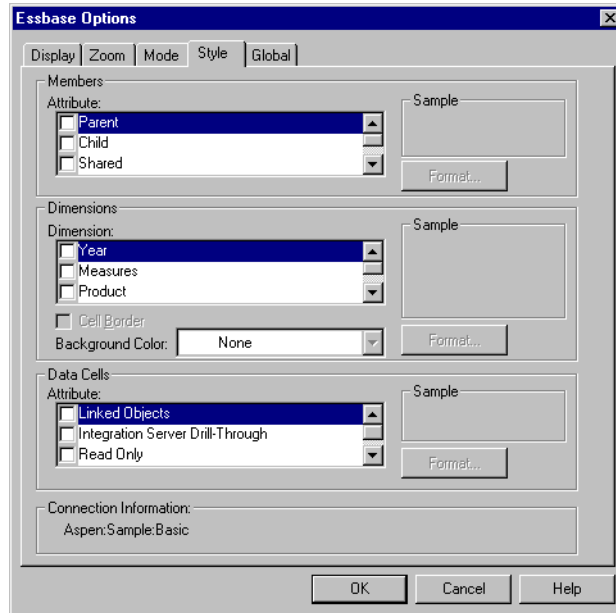 Essbase Options
Display Zoom Mode Style Global
Members
Attribute:
Parent
Child
Shared
Sample
Format...
Dimensions
Dimension:
Year
Measures
Product
Cell Border
Background Color: None
Sample
Format...
Data Cells
Attribute:
Linked Objects
Integration Server Drill-Through
Read Only
Sample
Format...
Connection Information:
Aspen:Sample:Basic
OK Cancel Help